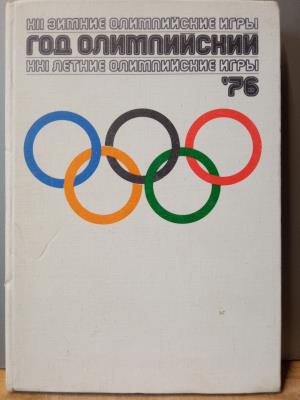 XII ЗИМНИЕ ОЛИМПИЙСКИЕ ИГРЫ
ГОД ОЛИМПИЙСКИЙ
XXI ЛЕТНИЕ ОЛИМПИЙСКИЕ ИГРЫ
'76